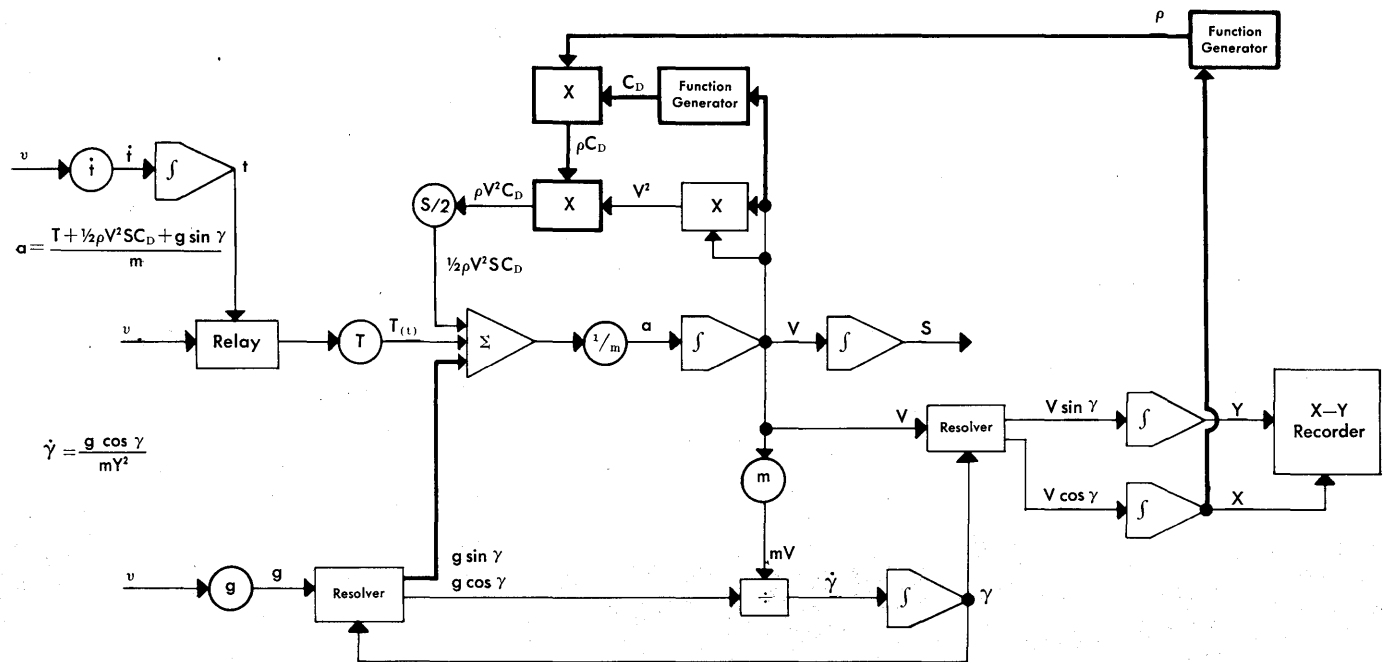 ρ
Function
Generator
X
C_D
Function
Generator
ρC_D
υ
ṫ
ṫ
∫
t
S/2
ρV²C_D
X
V²
X
a = (T + ½ρV²SC_D + g sin γ) / m
½ρV²SC_D
υ
Relay
T
T(t)
Σ
1/m
a
∫
V
∫
S
V
Resolver
V sin γ
∫
Y
X—Y
Recorder
γ̇ = g cos γ / mY²
m
V cos γ
∫
X
mV
υ
g
g
Resolver
g sin γ
g cos γ
÷
γ̇
∫
γ